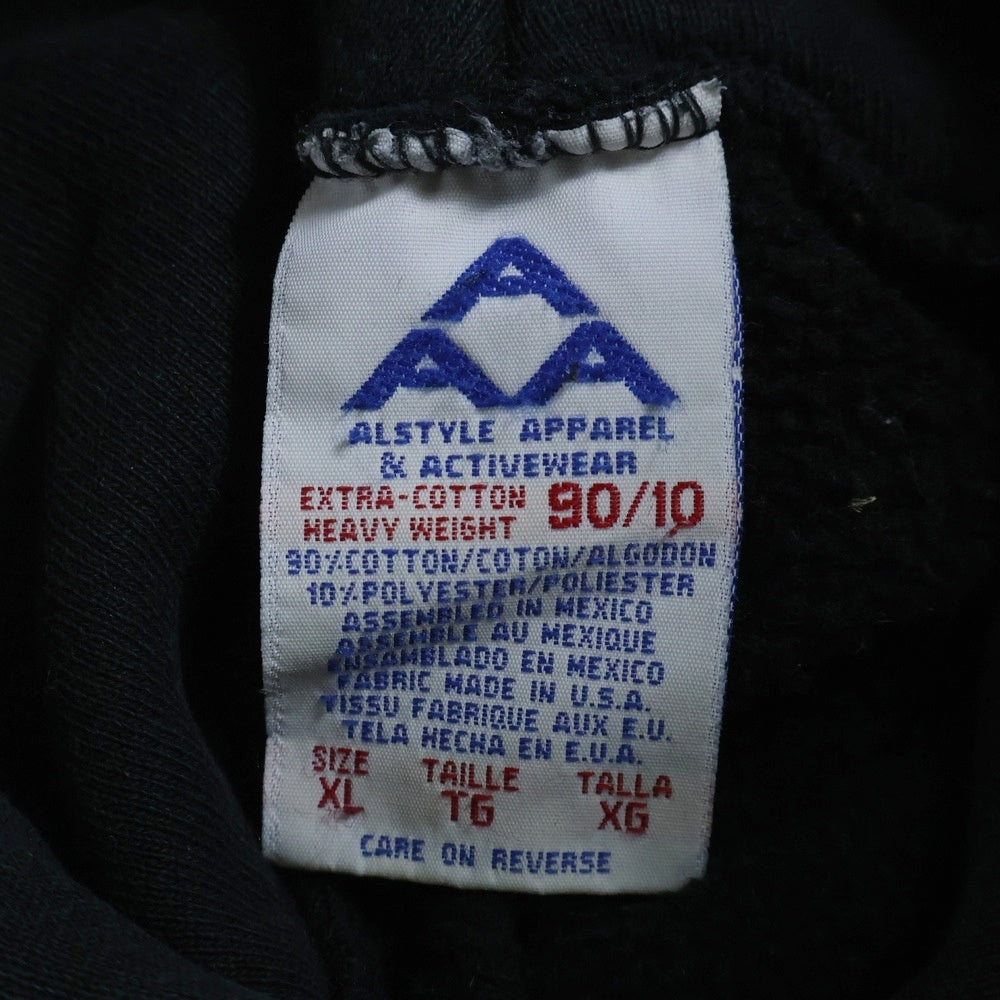 A
A A
ALSTYLE APPAREL
& ACTIVEWEAR
EXTRA-COTTON 90/10
HEAVY WEIGHT
90%COTTON/COTON/ALGODON
10%POLYESTER/POLIESTER
ASSEMBLED IN MEXICO
ASSEMBLE AU MEXIQUE
ENSAMBLADO EN MEXICO
FABRIC MADE IN U.S.A.
TISSU FABRIQUE AUX E.U.
TELA HECHA EN E.U.A.
SIZE TAILLE TALLA
XL TG XG
CARE ON REVERSE